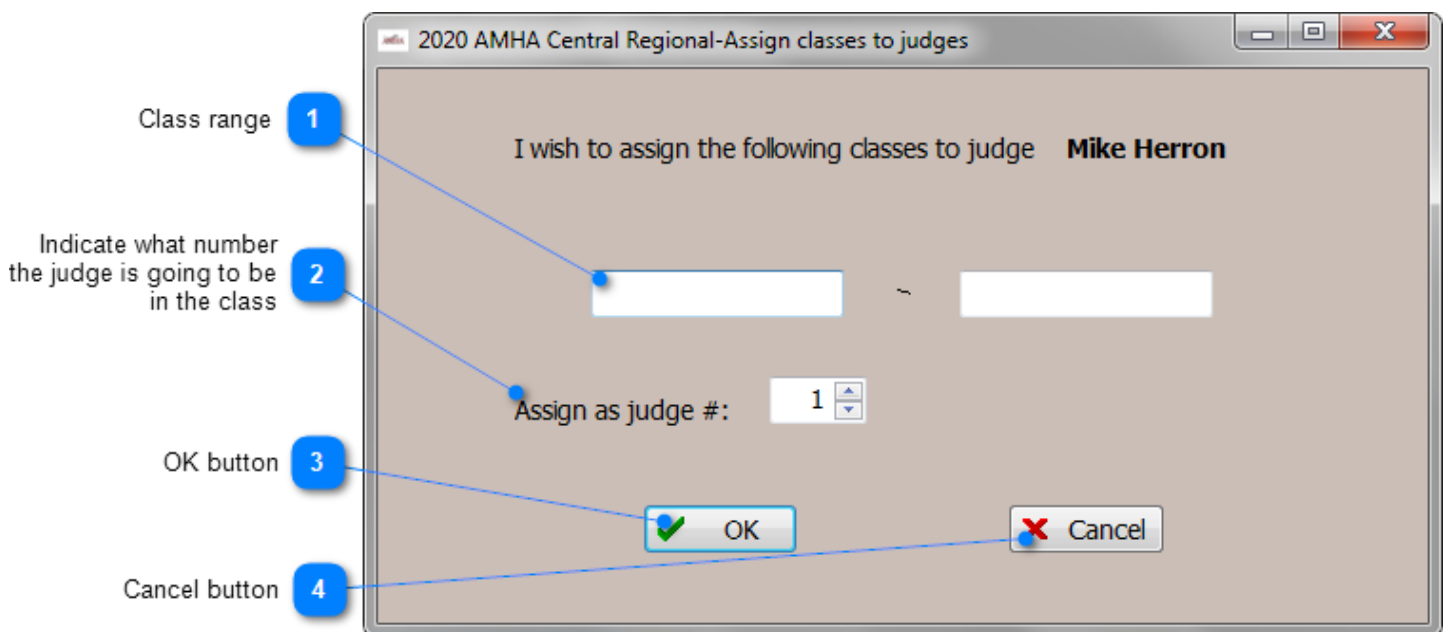 2020 AMHA Central Regional-Assign classes to judges
Class range 1
I wish to assign the following classes to judge Mike Herron
Indicate what number
the judge is going to be
in the class
2
~
Assign as judge #: 1
OK button 3
OK
Cancel
Cancel button 4